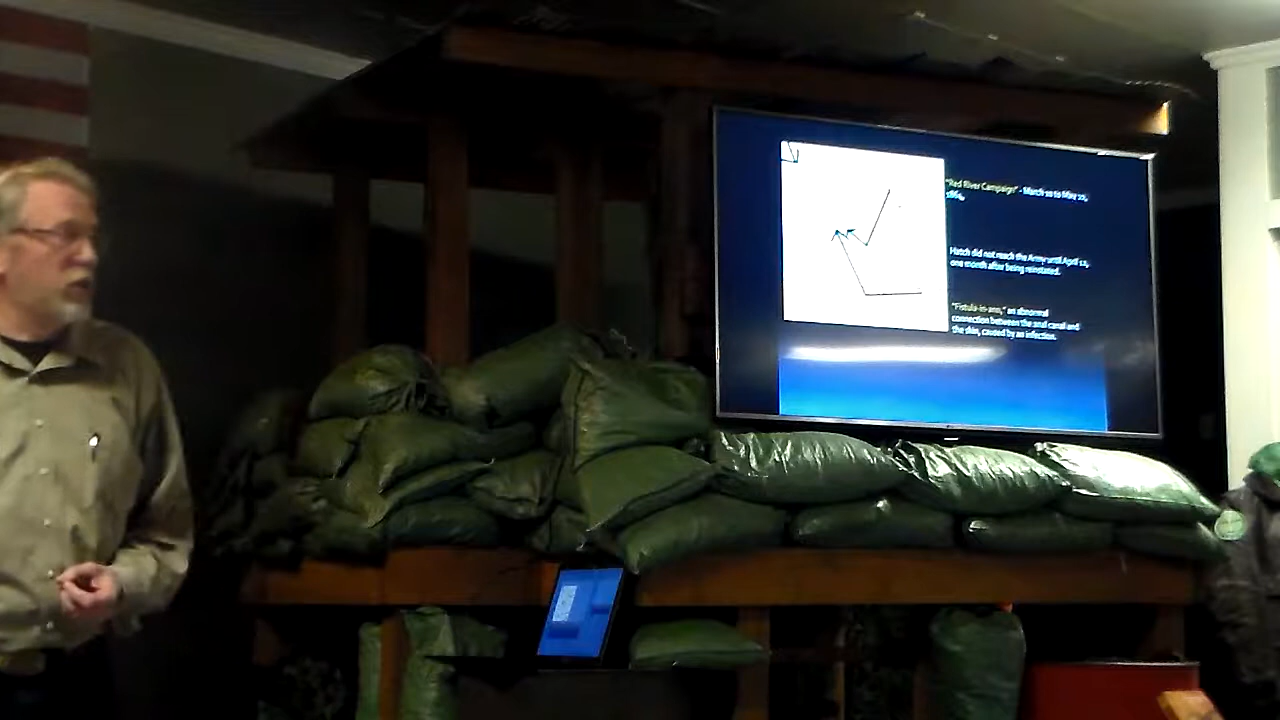 "Red River Campaign" - March 10 to May 22,
1864.
Hatch did not reach the Army until April 12,
one month after being reinstated.
"Fistula-in-ano," an abnormal
connection between the anal canal and
the skin, caused by an infection.